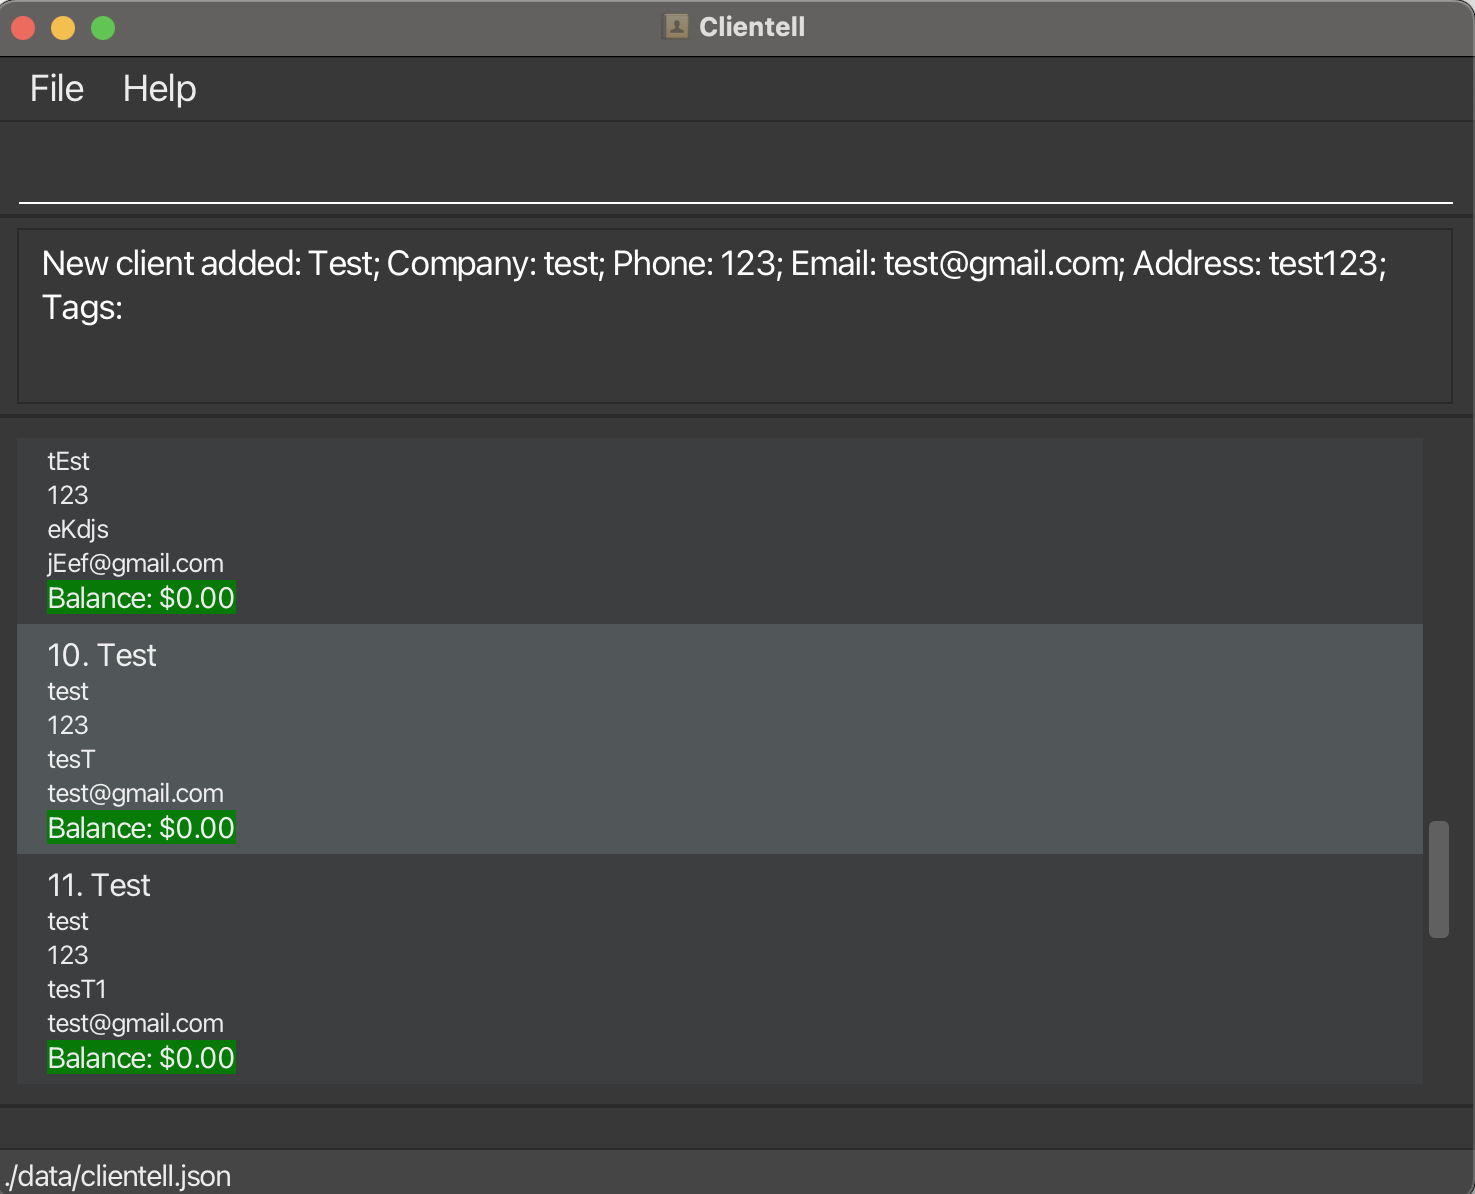 Clientell
File Help
New client added: Test; Company: test; Phone: 123; Email: test@gmail.com; Address: test123;
Tags:
tEst
123
eKdjs
jEef@gmail.com
Balance: $0.00
10. Test
test
123
tesT
test@gmail.com
Balance: $0.00
11. Test
test
123
tesT1
test@gmail.com
Balance: $0.00
./data/clientell.json